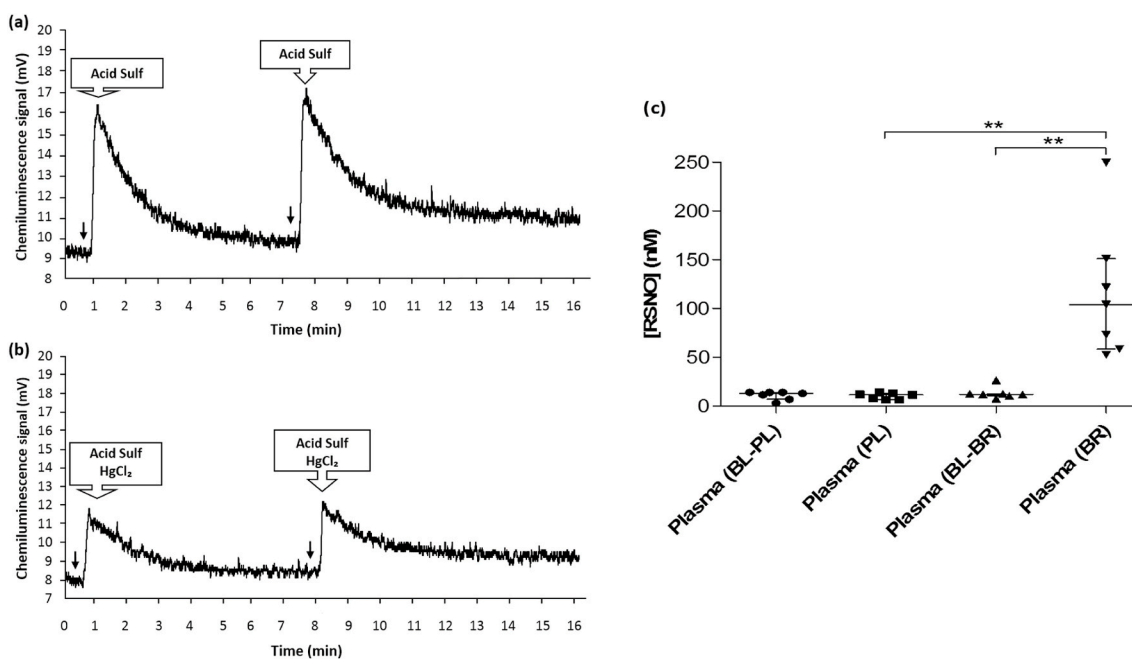 (a)
20
19
18
17
16
15
14
13
12
11
10
9
8
Chemiluminescence signal (mV)
Acid Sulf
Acid Sulf
0 1 2 3 4 5 6 7 8 9 10 11 12 13 14 15 16
Time (min)
(b)
20
19
18
17
16
15
14
13
12
11
10
9
8
7
Chemiluminescence signal (mV)
Acid Sulf
HgCl₂
Acid Sulf
HgCl₂
0 1 2 3 4 5 6 7 8 9 10 11 12 13 14 15 16
Time (min)
(c)
**
**
250
200
150
100
50
0
[RSNO] (nM)
Plasma (BL-PL)
Plasma (PL)
Plasma (BL-BR)
Plasma (BR)